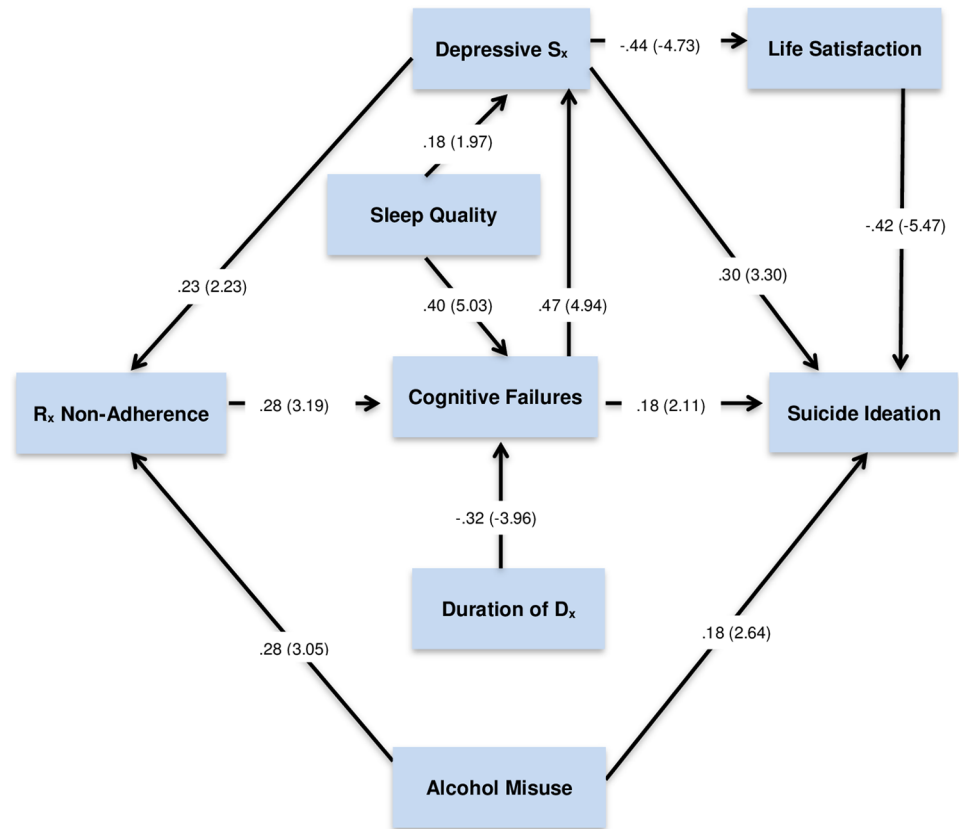 Depressive Sₓ
-.44 (-4.73)
Life Satisfaction
.18 (1.97)
Sleep Quality
-.42 (-5.47)
.23 (2.23)
.40 (5.03)
.47 (4.94)
.30 (3.30)
Rₓ Non-Adherence
.28 (3.19)
Cognitive Failures
.18 (2.11)
Suicide Ideation
-.32 (-3.96)
Duration of Dₓ
.28 (3.05)
.18 (2.64)
Alcohol Misuse